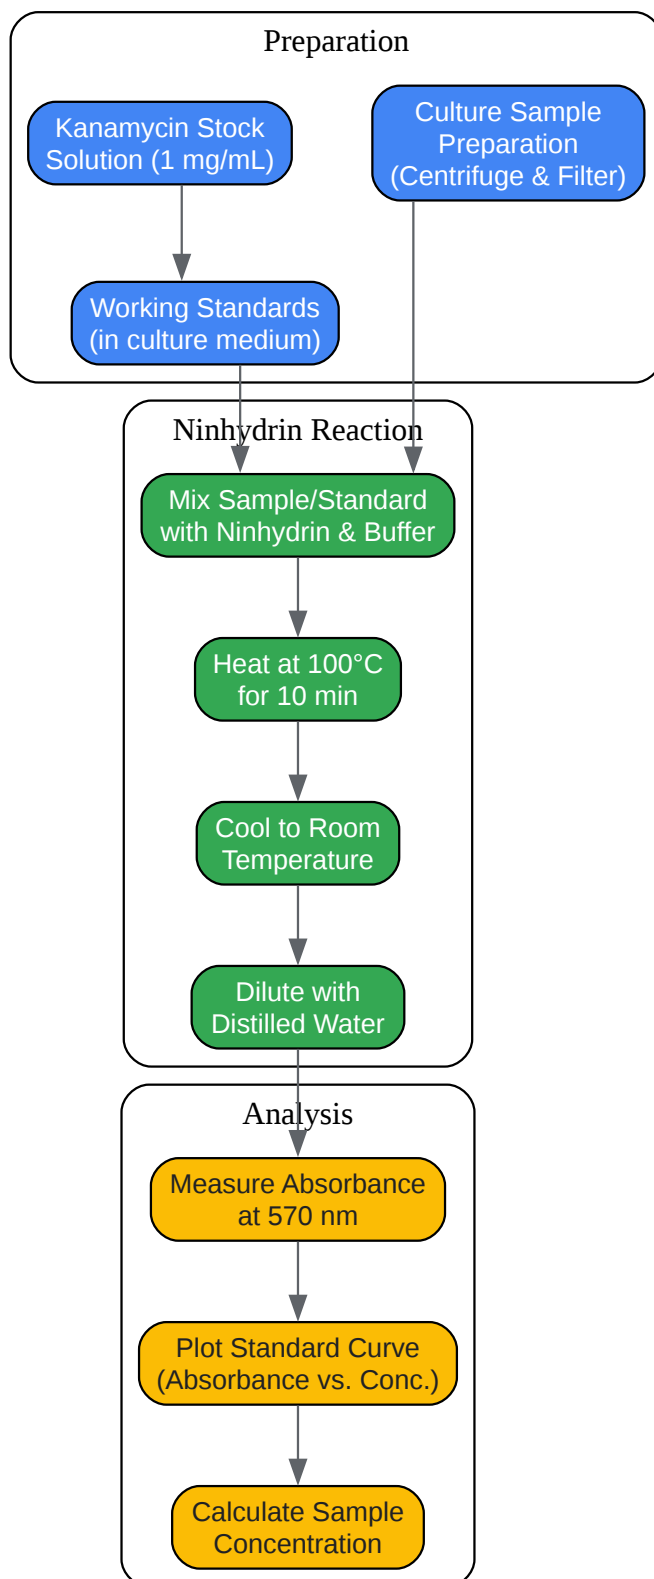 Preparation
Kanamycin Stock
Solution (1 mg/mL)
Culture Sample
Preparation
(Centrifuge & Filter)
Working Standards
(in culture medium)
Ninhydrin Reaction
Mix Sample/Standard
with Ninhydrin & Buffer
Heat at 100°C
for 10 min
Cool to Room
Temperature
Dilute with
Distilled Water
Analysis
Measure Absorbance
at 570 nm
Plot Standard Curve
(Absorbance vs. Conc.)
Calculate Sample
Concentration